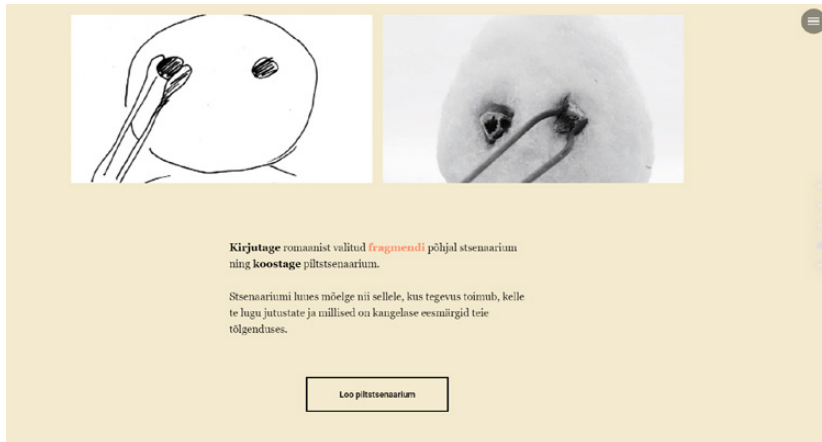 Kirjutage romaanist valitud fragmendi põhjal stsenaarium
ning koostage piltstsenaarium.
Stsenaariumi luues mõelge nii sellele, kus tegevus toimub, kelle
te lugu jutustate ja millised on kangelase eesmärgid teie
tõlgenduses.
Loo piltstsenaarium